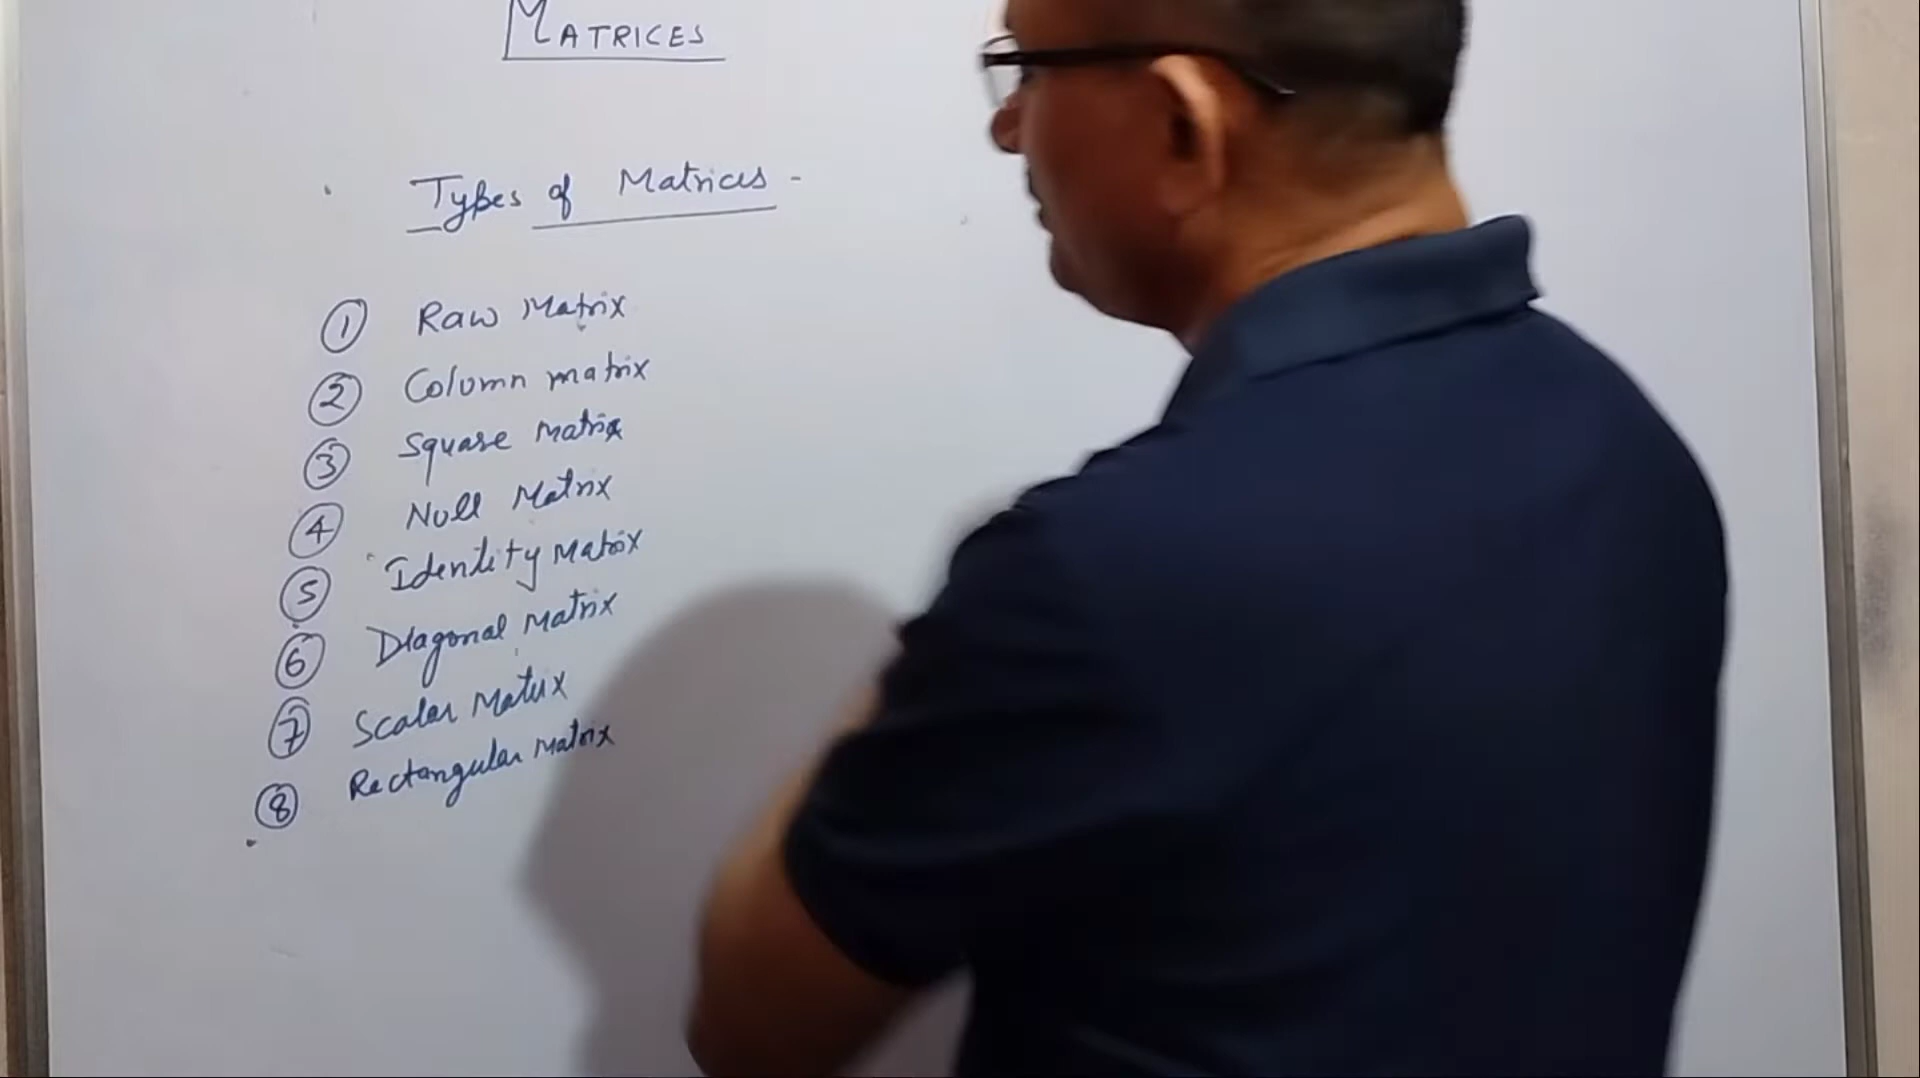 MATRICES
Types of Matrices -
1 Raw Matrix
2 Column matrix
3 Square Matrix
4 Null Matrix
5 Identity Matrix
6 Diagonal Matrix
7 Scalar Matrix
8 Rectangular Matrix